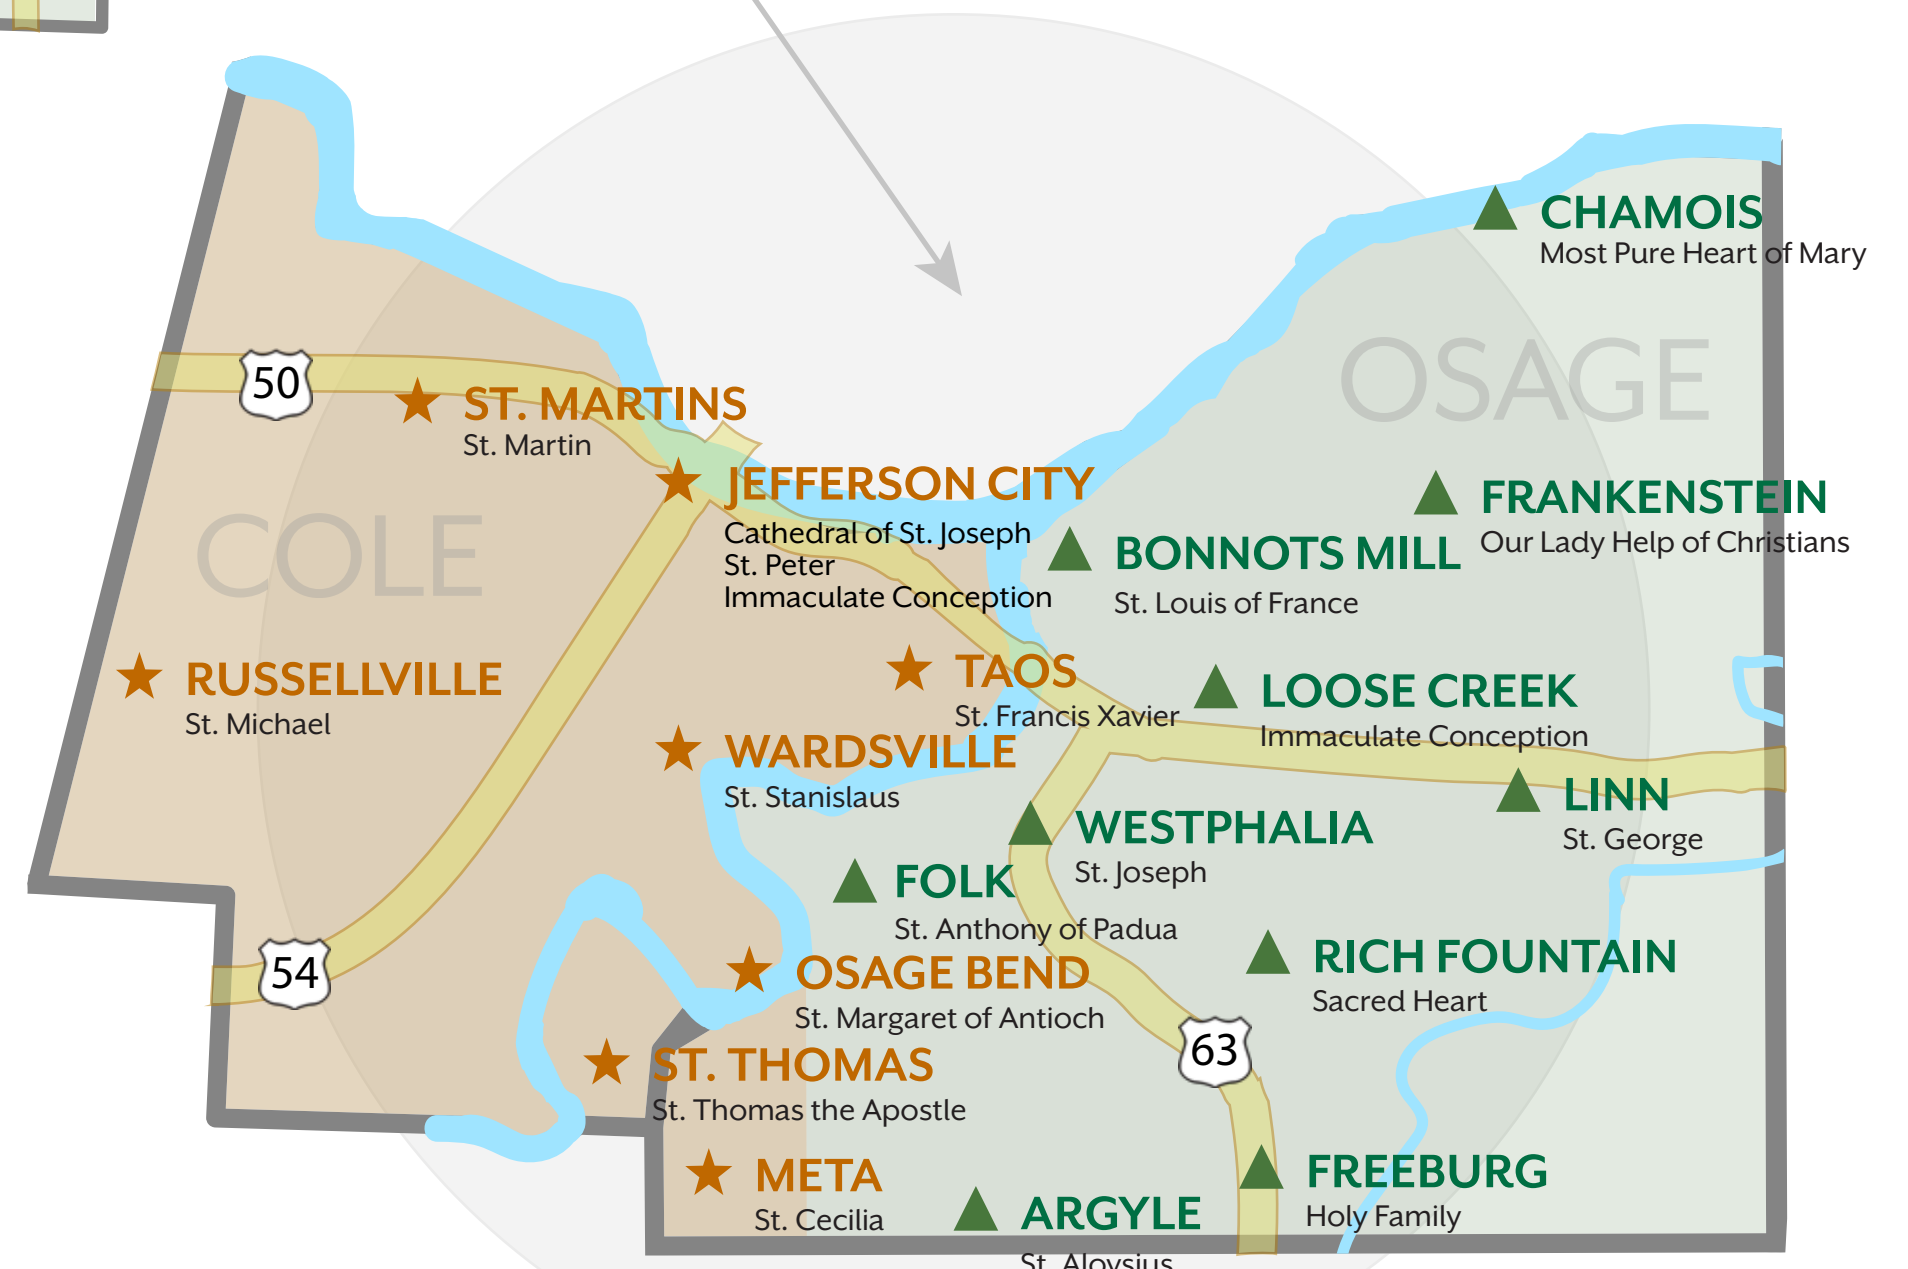 CHAMOIS
Most Pure Heart of Mary
OSAGE
50
ST. MARTINS
St. Martin
JEFFERSON CITY
Cathedral of St. Joseph
St. Peter
Immaculate Conception
COLE
FRANKENSTEIN
Our Lady Help of Christians
BONNOTS MILL
St. Louis of France
RUSSELLVILLE
St. Michael
TAOS
St. Francis Xavier
LOOSE CREEK
Immaculate Conception
WARDSVILLE
St. Stanislaus
LINN
St. George
WESTPHALIA
St. Joseph
FOLK
St. Anthony of Padua
54
OSAGE BEND
St. Margaret of Antioch
RICH FOUNTAIN
Sacred Heart
63
ST. THOMAS
St. Thomas the Apostle
META
St. Cecilia
FREEBURG
Holy Family
ARGYLE
St. Aloysius